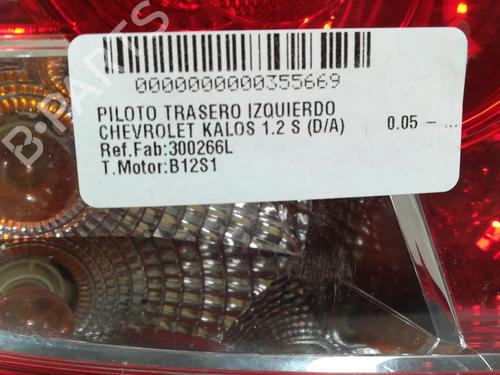 0000000000355669
PILOTO TRASERO IZQUIERDO
CHEVROLET KALOS 1.2 S (D/A) 0.05 - ...
Ref.Fab:300266L
T.Motor:B12S1
B-PARTS